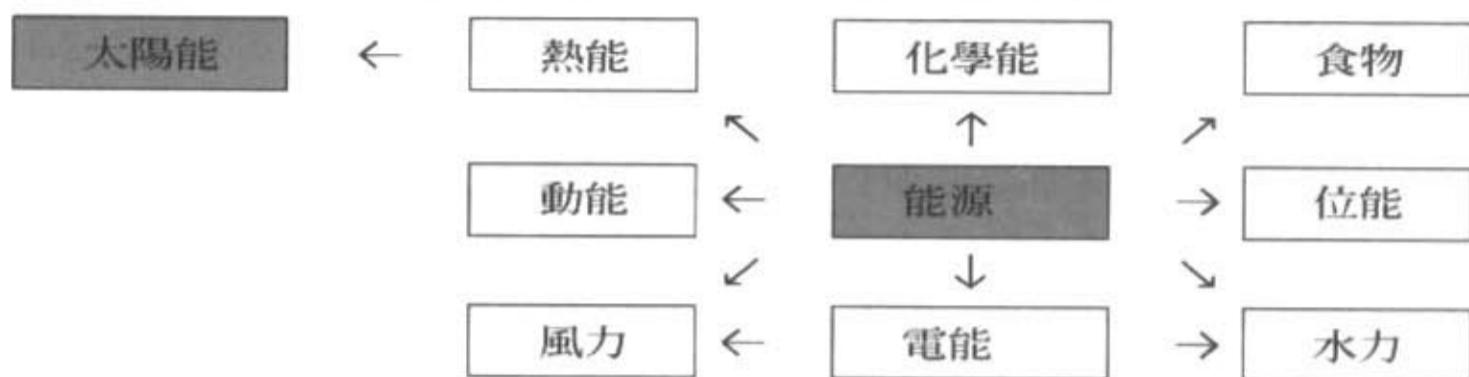 太陽能 ← 熱能 化學能 食物
↖ ↑ ↗
動能 ← 能源 → 位能
↙ ↓ ↘
風力 ← 電能 → 水力